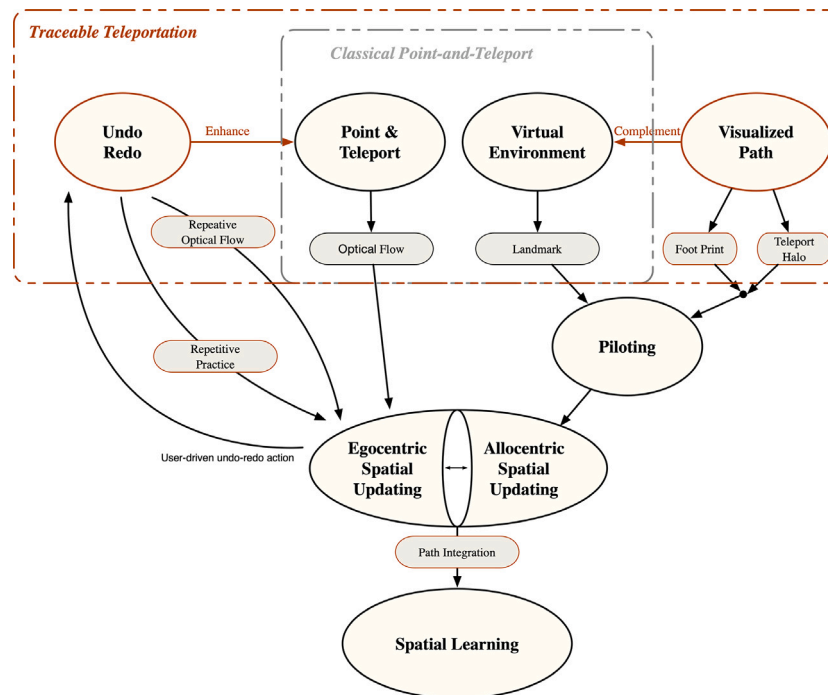 Traceable Teleportation
Classical Point-and-Teleport
Undo
Redo
Enhance
Point &
Teleport
Virtual
Environment
Complement
Visualized
Path
Repeative
Optical Flow
Optical Flow
Landmark
Foot Print
Teleport
Halo
Repetitive
Practice
Piloting
User-driven undo-redo action
Egocentric
Spatial
Updating
Allocentric
Spatial
Updating
Path Integration
Spatial Learning